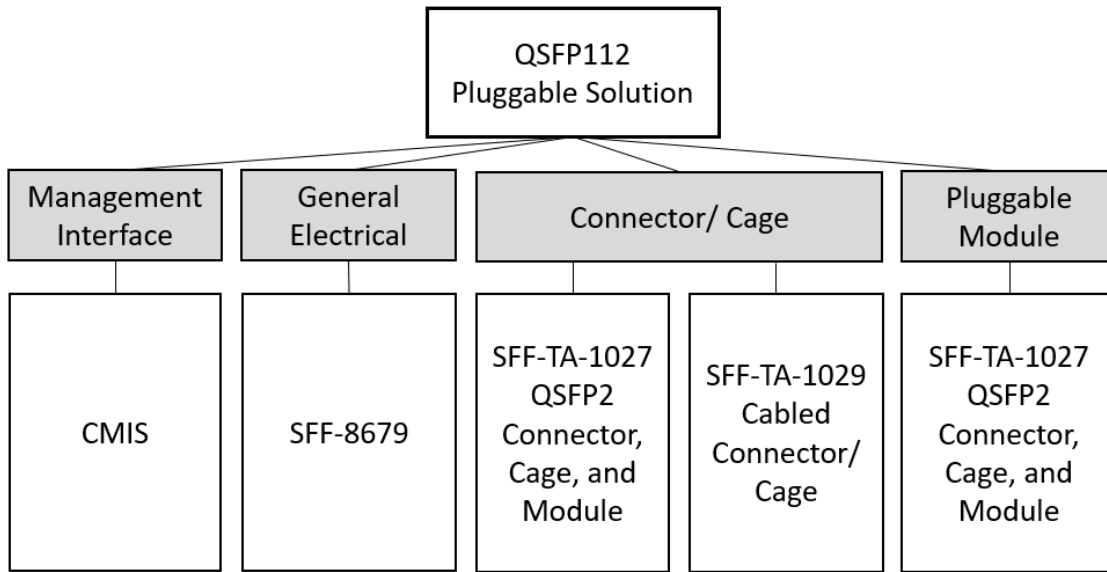 QSFP112
Pluggable Solution
Management
Interface
General
Electrical
Connector/ Cage
Pluggable
Module
CMIS
SFF-8679
SFF-TA-1027
QSFP2
Connector,
Cage, and
Module
SFF-TA-1029
Cabled
Connector/
Cage
SFF-TA-1027
QSFP2
Connector,
Cage, and
Module